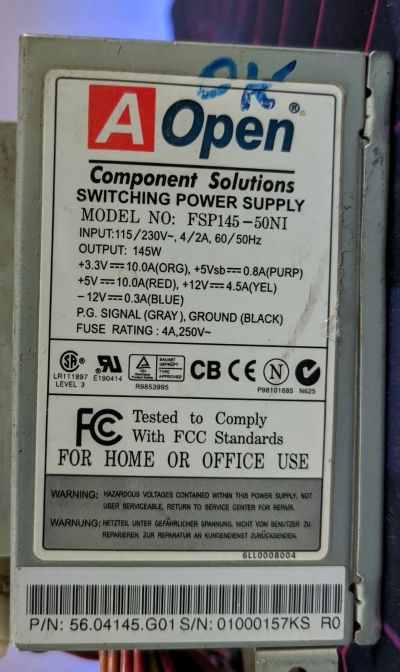 OK
AOpen®
Component Solutions
SWITCHING POWER SUPPLY
MODEL NO: FSP145-50NI
INPUT:115/230V~, 4/2A, 60/50Hz
OUTPUT: 145W
+3.3V⎓10.0A(ORG), +5Vsb⎓0.8A(PURP)
+5V⎓10.0A(RED), +12V⎓4.5A(YEL)
-12V⎓0.3A(BLUE)
P.G. SIGNAL (GRAY), GROUND (BLACK)
FUSE RATING : 4A,250V~
LR111897 E190414 R9853995 CB CE N P98101685 N625
LEVEL 3
FC Tested to Comply
With FCC Standards
FOR HOME OR OFFICE USE
WARNING: HAZARDOUS VOLTAGES CONTAINED WITHIN THIS POWER SUPPLY, NOT
USER SERVICEABLE, RETURN TO SERVICE CENTER FOR REPAIR.
WARNUNG: NETZTEIL UNTER GEFÄHRLICHER SPANNUNG, NICHT VOM BENUTZER ZU
REPARIEREN. ZUR REPARATUR AN KUNDENDIENST ZURÜCKSENDEN.
6LL0008004
P/N: 56.04145.G01 S/N: 01000157KS R0